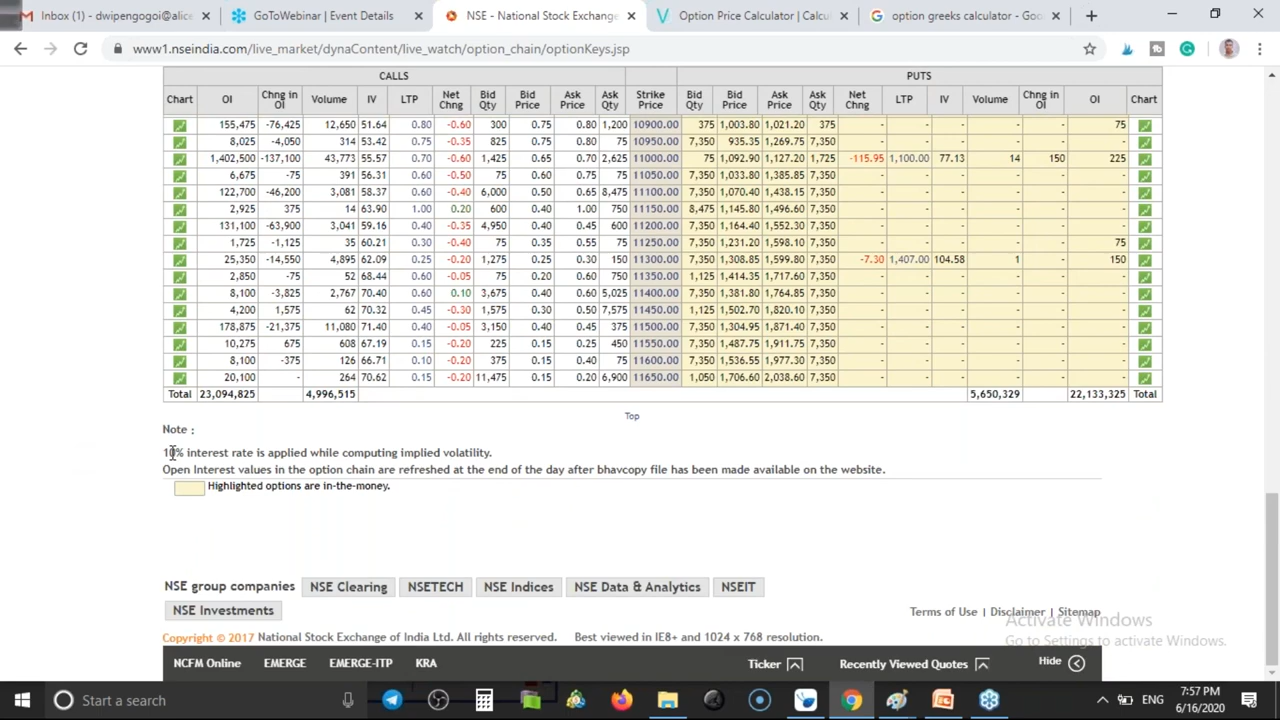 Inbox (1) - dwipengogoi@alice
GoToWebinar | Event Details
NSE - National Stock Exchange
Option Price Calculator | Calcu
option greeks calculator - Goo
www1.nseindia.com/live_market/dynaContent/live_watch/option_chain/optionKeys.jsp
CALLS PUTS
Chart OI Chng in OI Volume IV LTP Net Chng Bid Qty Bid Price Ask Price Ask Qty Strike Price Bid Qty Bid Price Ask Price Ask Qty Net Chng LTP IV Volume Chng in OI OI Chart
155,475 -76,425 12,650 51.64 0.80 -0.60 300 0.75 0.80 1,200 10900.00 375 1,003.80 1,021.20 375 - - - - - 75
8,025 -4,050 314 53.42 0.75 -0.35 825 0.75 0.80 75 10950.00 7,350 935.35 1,269.75 7,350 - - - - - -
1,402,500 -137,100 43,773 55.57 0.70 -0.60 1,425 0.65 0.70 2,625 11000.00 75 1,092.90 1,127.20 1,725 -115.95 1,100.00 77.13 14 150 225
6,675 -75 391 56.31 0.60 -0.50 75 0.60 0.75 75 11050.00 7,350 1,033.80 1,385.85 7,350 - - - - - -
122,700 -46,200 3,081 58.37 0.60 -0.40 6,000 0.50 0.65 8,475 11100.00 7,350 1,070.40 1,438.15 7,350 - - - - - -
2,925 375 14 63.90 1.00 0.20 600 0.40 1.00 750 11150.00 8,475 1,145.80 1,496.60 7,350 - - - - - -
131,100 -63,900 3,041 59.16 0.40 -0.35 4,950 0.40 0.45 600 11200.00 7,350 1,164.40 1,552.30 7,350 - - - - - -
1,725 -1,125 35 60.21 0.30 -0.40 75 0.35 0.55 75 11250.00 7,350 1,231.20 1,598.10 7,350 - - - - - 75
25,350 -14,550 4,895 62.09 0.25 -0.20 1,275 0.25 0.30 150 11300.00 7,350 1,308.85 1,599.80 7,350 -7.30 1,407.00 104.58 1 - 150
2,850 -75 52 68.44 0.60 -0.05 75 0.20 0.60 750 11350.00 1,125 1,414.35 1,717.60 7,350 - - - - - -
8,100 -3,825 2,767 70.40 0.60 0.10 3,675 0.40 0.60 5,025 11400.00 7,350 1,381.80 1,764.85 7,350 - - - - - -
4,200 1,575 62 70.32 0.45 -0.30 1,575 0.30 0.50 7,575 11450.00 1,125 1,502.70 1,820.10 7,350 - - - - - -
178,875 -21,375 11,080 71.40 0.40 -0.05 3,150 0.40 0.45 375 11500.00 7,350 1,304.95 1,871.40 7,350 - - - - - -
10,275 675 608 67.19 0.15 -0.20 225 0.15 0.25 450 11550.00 7,350 1,487.75 1,911.75 7,350 - - - - - -
8,100 -375 126 66.71 0.10 -0.20 375 0.15 0.40 75 11600.00 7,350 1,536.55 1,977.30 7,350 - - - - - -
20,100 - 264 70.62 0.15 -0.20 11,475 0.15 0.20 6,900 11650.00 1,050 1,706.60 2,038.60 7,350 - - - - - -
Total 23,094,825 4,996,515 5,650,329 22,133,325 Total
Top
Note :
10% interest rate is applied while computing implied volatility.
Open Interest values in the option chain are refreshed at the end of the day after bhavcopy file has been made available on the website.
Highlighted options are in-the-money.
NSE group companies NSE Clearing NSETECH NSE Indices NSE Data & Analytics NSEIT
NSE Investments
Terms of Use | Disclaimer | Sitemap
Activate Windows
Go to Settings to activate Windows.
Copyright © 2017 National Stock Exchange of India Ltd. All rights reserved. Best viewed in IE8+ and 1024 x 768 resolution.
NCFM Online EMERGE EMERGE-ITP KRA Ticker Recently Viewed Quotes Hide
Start a search
ENG
7:57 PM
6/16/2020